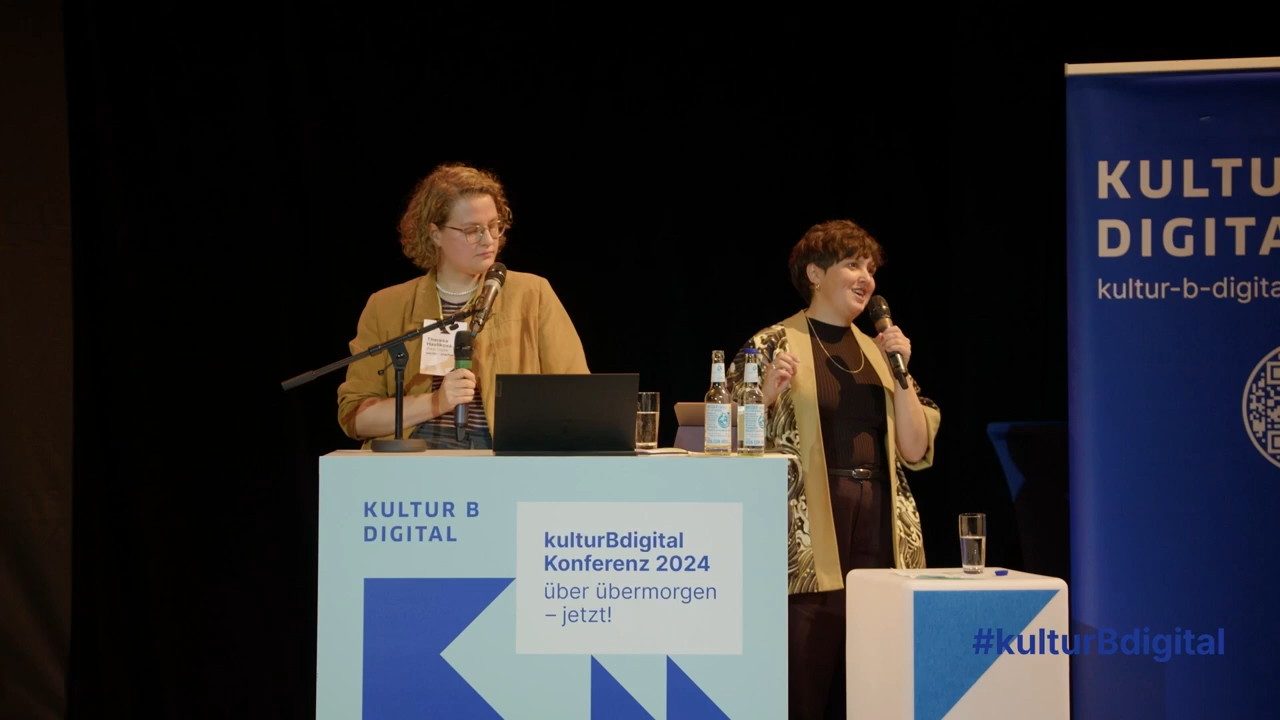 KULTU
DIGITA
kultur-b-digita
KULTUR B
DIGITAL
kulturBdigital
Konferenz 2024
über übermorgen
– jetzt!
#kulturBdigital